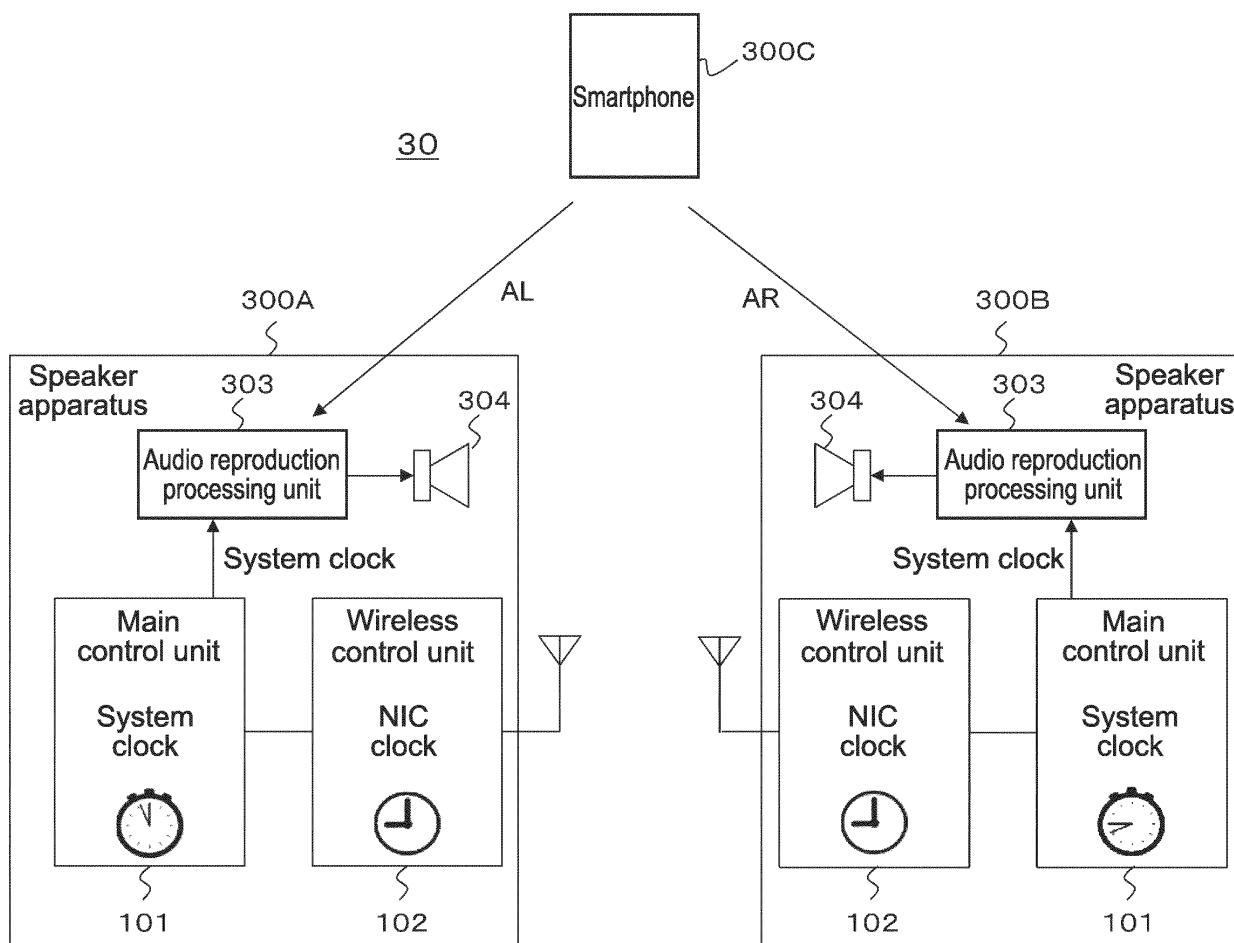 300C
Smartphone
30
AL
AR
300A
300B
Speaker
apparatus
303
304
Audio reproduction
processing unit
System clock
Main
control unit
System
clock
Wireless
control unit
NIC
clock
101
102
304
303
Speaker
apparatus
Audio reproduction
processing unit
System clock
Wireless
control unit
NIC
clock
Main
control unit
System
clock
102
101